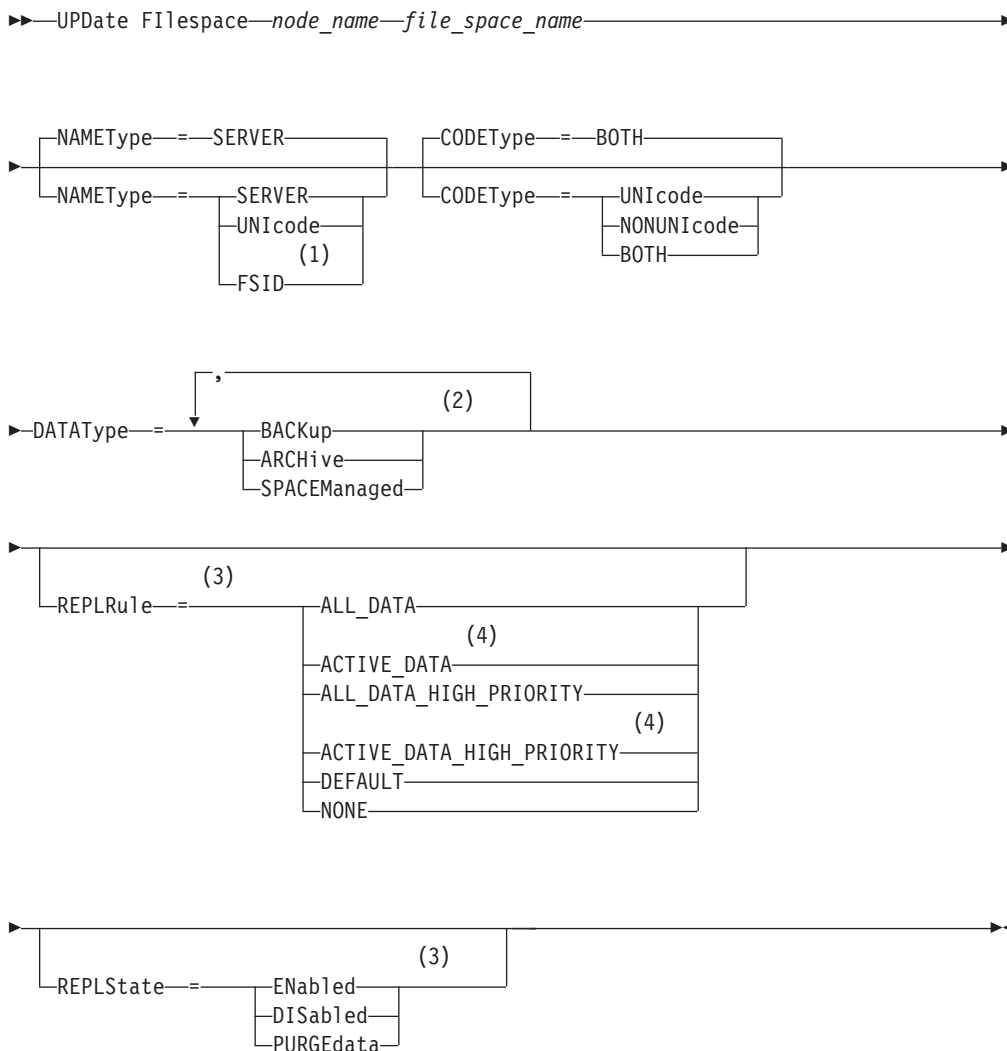 UPDate FIlespace node_name file_space_name
NAMEType = SERVER CODEType = BOTH
NAMEType = SERVER CODEType = UNIcode
UNIcode NONUNIcode
(1) BOTH
FSID
,
(2)
DATAType = BACKup
ARCHive
SPACEManaged
(3)
REPLRule = ALL_DATA
(4)
ACTIVE_DATA
ALL_DATA_HIGH_PRIORITY
(4)
ACTIVE_DATA_HIGH_PRIORITY
DEFAULT
NONE
(3)
REPLState = ENabled
DISabled
PURGEdata